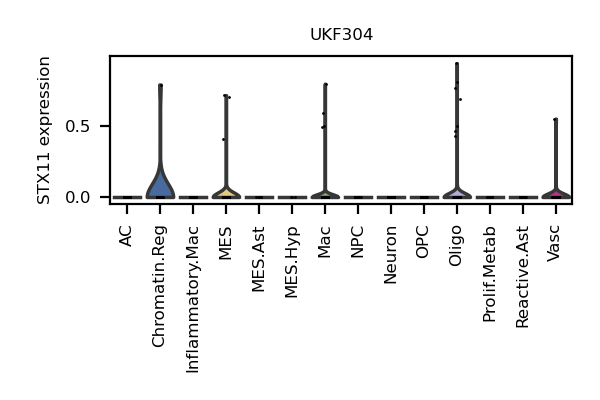 UKF304
STX11 expression
0.5
0.0
AC
Chromatin.Reg
Inflammatory.Mac
MES
MES.Ast
MES.Hyp
Mac
NPC
Neuron
OPC
Oligo
Prolif.Metab
Reactive.Ast
Vasc